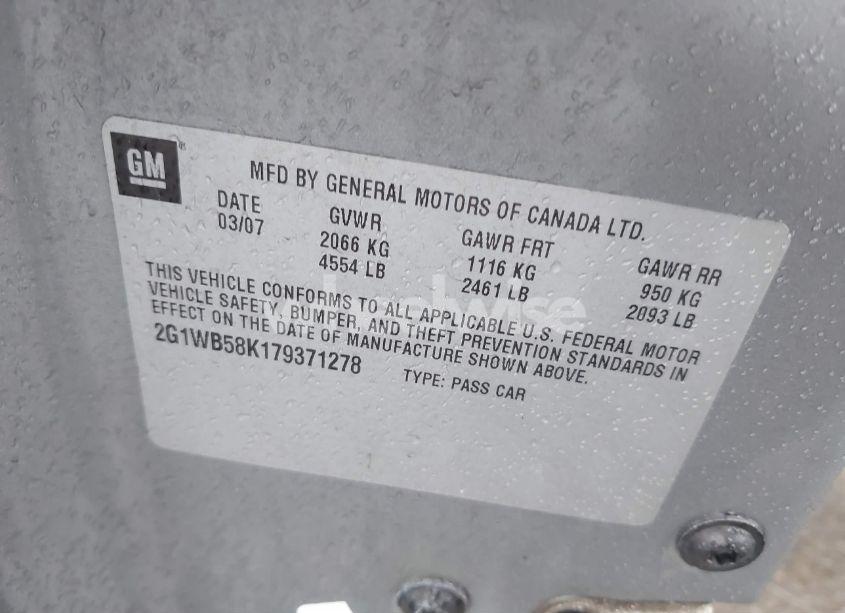 GM
MFD BY GENERAL MOTORS OF CANADA LTD.
DATE GVWR GAWR FRT GAWR RR
03/07 2066 KG 1116 KG 950 KG
4554 LB 2461 LB 2093 LB
THIS VEHICLE CONFORMS TO ALL APPLICABLE U.S. FEDERAL MOTOR
VEHICLE SAFETY, BUMPER, AND THEFT PREVENTION STANDARDS IN
EFFECT ON THE DATE OF MANUFACTURE SHOWN ABOVE.
2G1WB58K179371278 TYPE: PASS CAR